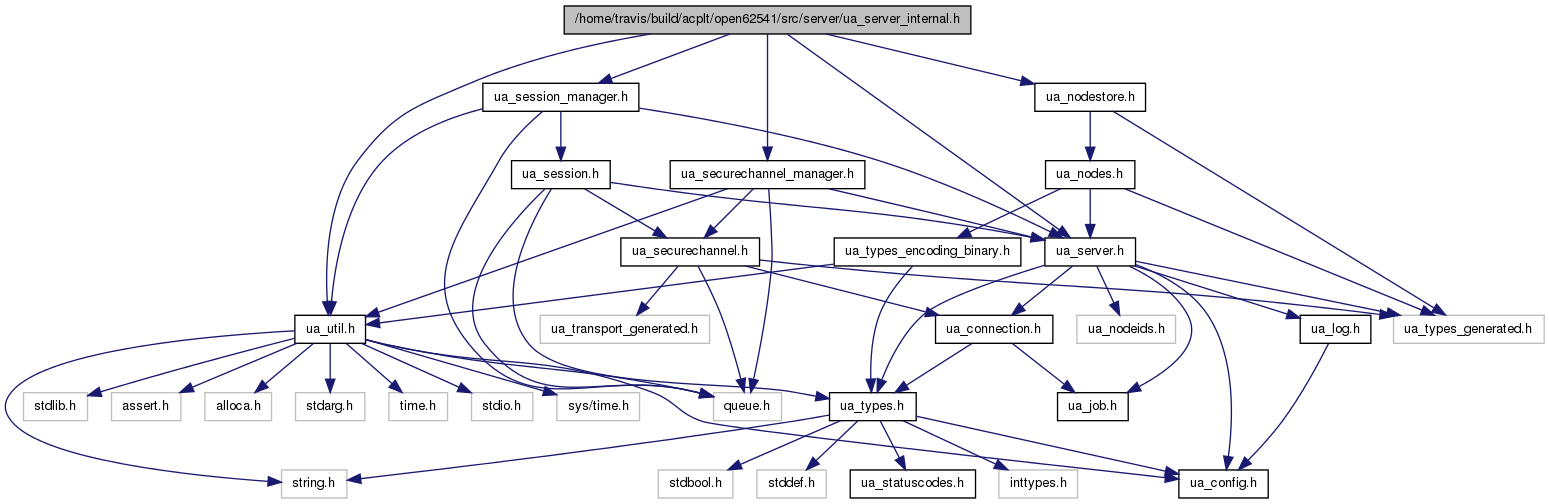 /home/travis/build/acplt/open62541/src/server/ua_server_internal.h
ua_session_manager.h
ua_nodestore.h
ua_session.h
ua_securechannel_manager.h
ua_nodes.h
ua_securechannel.h
ua_types_encoding_binary.h
ua_server.h
ua_util.h
ua_transport_generated.h
ua_connection.h
ua_nodeids.h
ua_log.h
ua_types_generated.h
stdlib.h
assert.h
alloca.h
stdarg.h
time.h
stdio.h
sys/time.h
queue.h
ua_types.h
ua_job.h
string.h
stdbool.h
stddef.h
ua_statuscodes.h
inttypes.h
ua_config.h